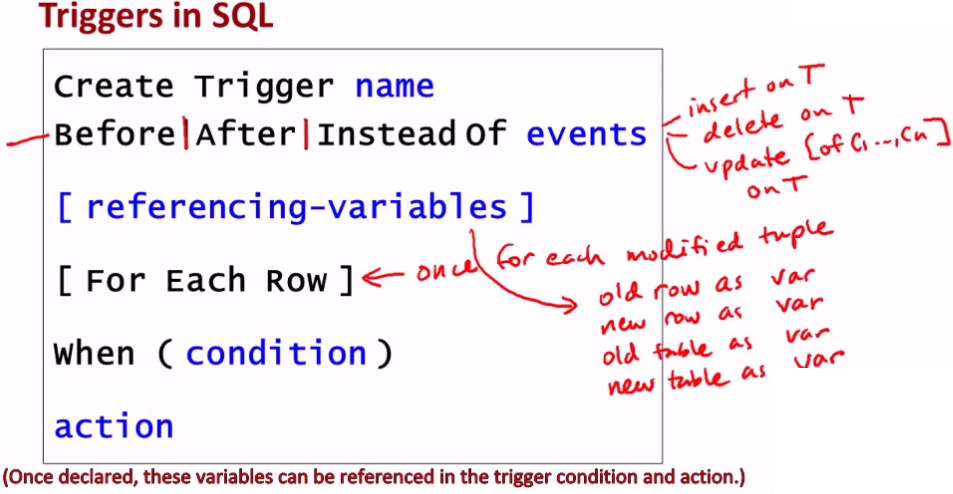 Triggers in SQL
Create Trigger name
Before|After|Instead Of events
insert on T
delete on T
update [of C1...,Cn]
on T
[ referencing-variables ]
[ For Each Row ]
once for each modified tuple
old row as var
new row as var
old table as var
new table as var
When ( condition )
action
(Once declared, these variables can be referenced in the trigger condition and action.)